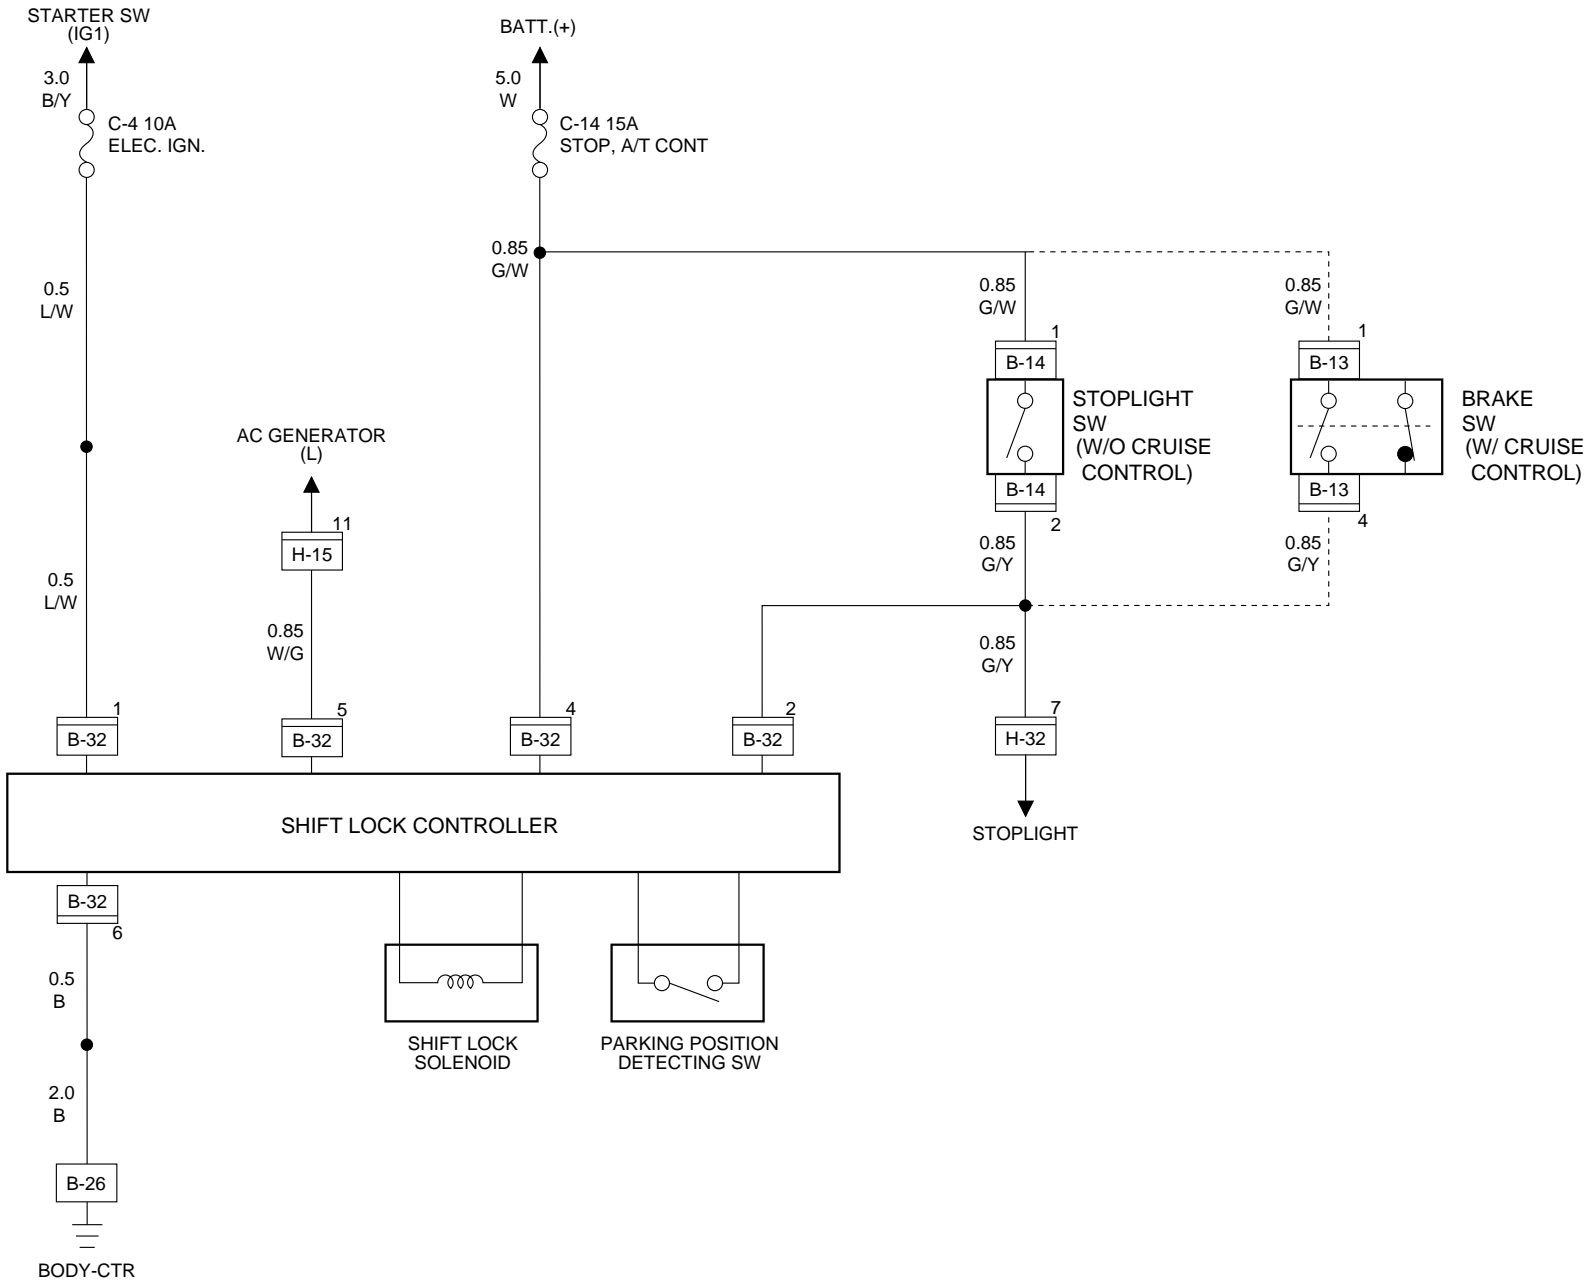 STARTER SW
(IG1)
BATT.(+)
3.0
B/Y
5.0
W
C-4 10A
ELEC. IGN.
C-14 15A
STOP, A/T CONT
0.85
G/W
0.5
L/W
0.85
G/W
0.85
G/W
1
B-14
1
B-13
STOPLIGHT
SW
(W/O CRUISE
CONTROL)
BRAKE
SW
(W/ CRUISE
CONTROL)
B-14
2
B-13
4
AC GENERATOR
(L)
11
H-15
0.85
G/Y
0.85
G/Y
0.5
L/W
0.85
W/G
0.85
G/Y
1
B-32
5
B-32
4
B-32
2
B-32
7
H-32
STOPLIGHT
SHIFT LOCK CONTROLLER
B-32
6
0.5
B
SHIFT LOCK
SOLENOID
PARKING POSITION
DETECTING SW
2.0
B
B-26
BODY-CTR